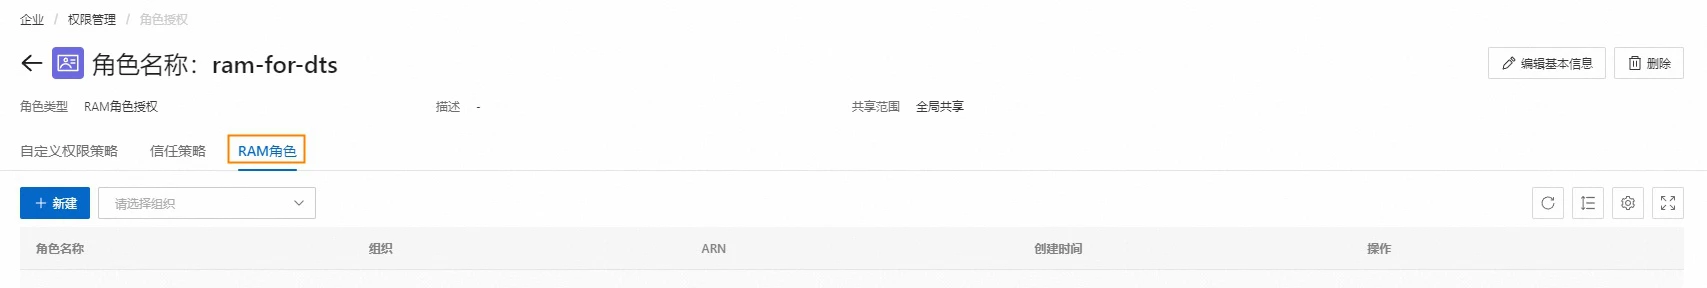 企业 / 权限管理 / 角色授权
角色名称：ram-for-dts
编辑基本信息
删除
角色类型 RAM角色授权
描述 -
共享范围 全局共享
自定义权限策略 信任策略 RAM角色
+ 新建 请选择组织
角色名称 组织 ARN 创建时间 操作